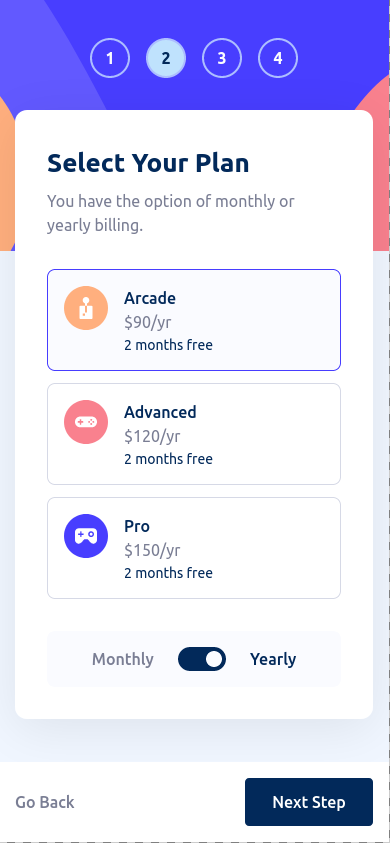 1 2 3 4
Select Your Plan
You have the option of monthly or
yearly billing.
Arcade
$90/yr
2 months free
Advanced
$120/yr
2 months free
Pro
$150/yr
2 months free
Monthly Yearly
Go Back Next Step